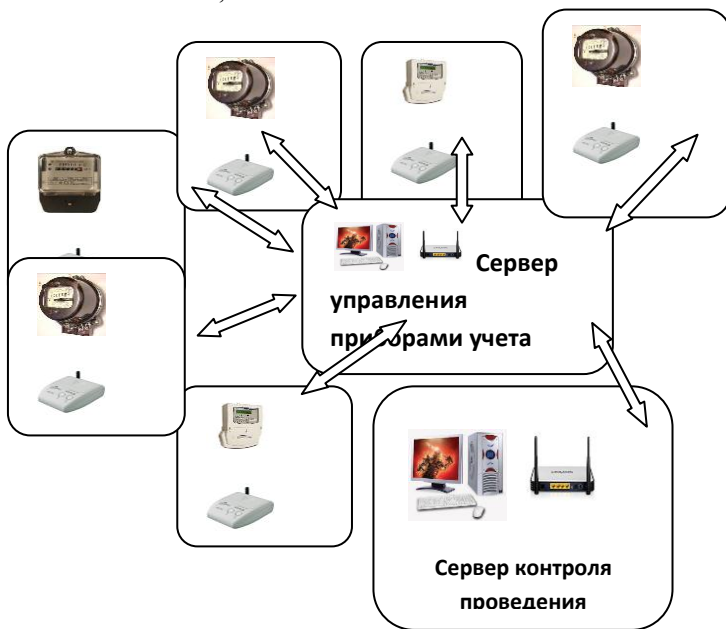 Сервер
управления
приборами учета
Сервер контроля
проведения